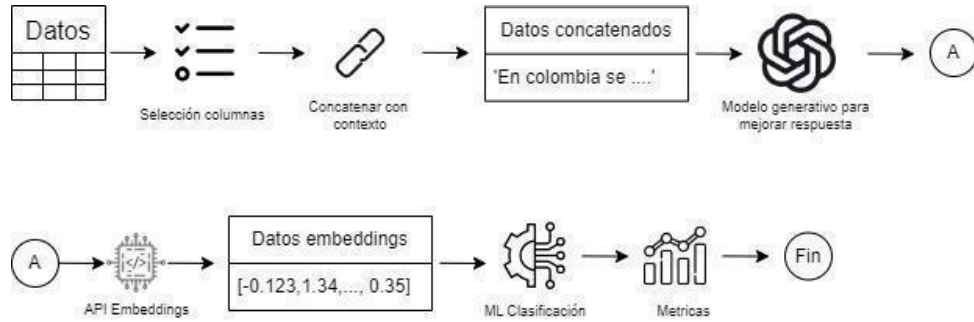 Datos
Selección columnas
Concatenar con
contexto
Datos concatenados
'En colombia se ....'
Modelo generativo para
mejorar respuesta
A
A
</>
API Embeddings
Datos embeddings
[-0.123,1.34,..., 0.35]
ML Clasificación
Metricas
Fin